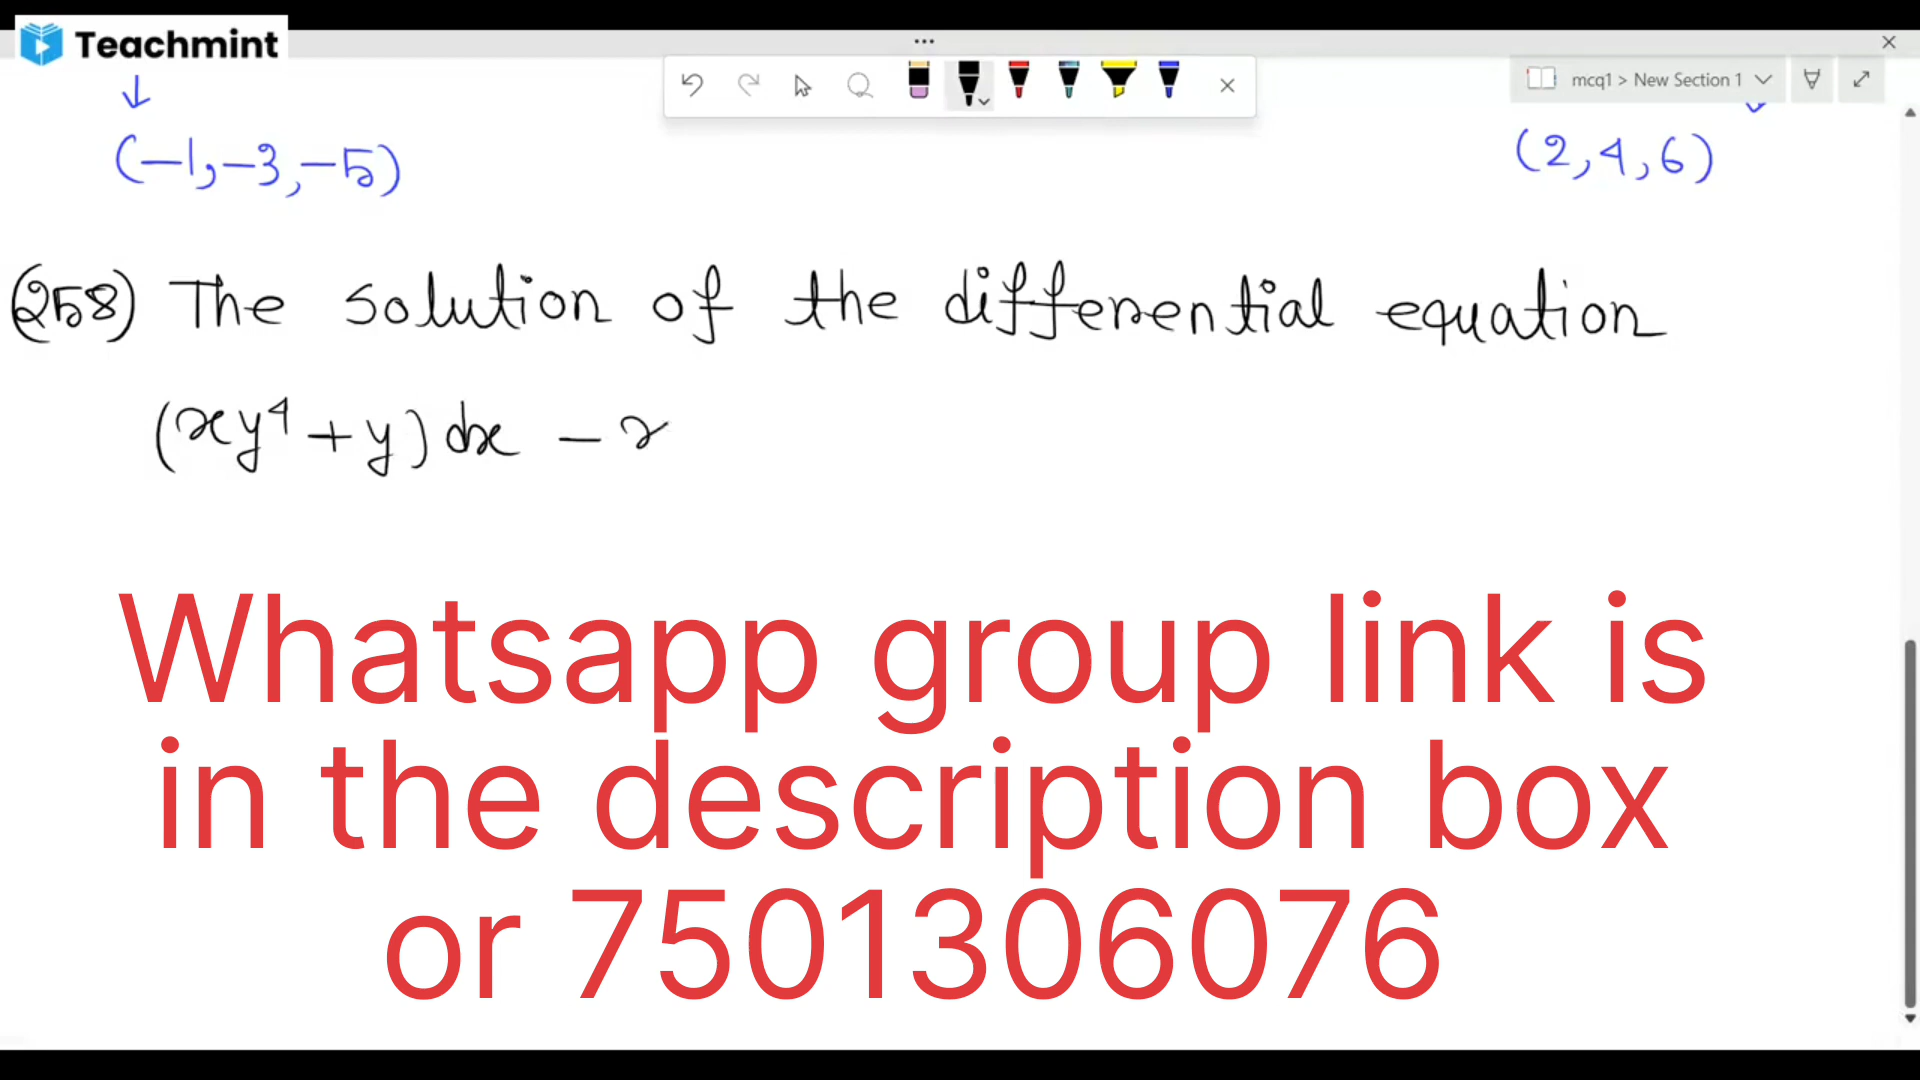 Teachmint
mcq1 > New Section 1
(-1,-3,-5)
(2,4,6)
(258) The solution of the differential equation
(xy⁴+y)dx - x
Whatsapp group link is
in the description box
or 7501306076